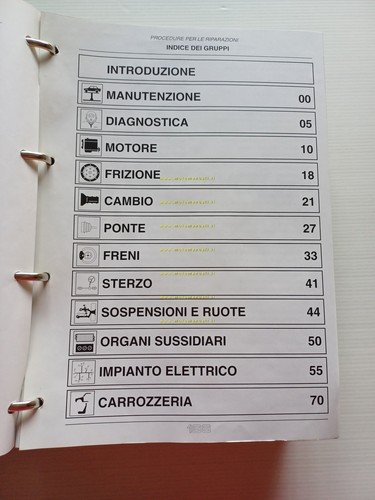 PROCEDURE PER LE RIPARAZIONI
INDICE DEI GRUPPI
INTRODUZIONE
MANUTENZIONE 00
DIAGNOSTICA 05
MOTORE 10
FRIZIONE 18
CAMBIO 21
PONTE 27
FRENI 33
STERZO 41
SOSPENSIONI E RUOTE 44
ORGANI SUSSIDIARI 50
IMPIANTO ELETTRICO 55
CARROZZERIA 70